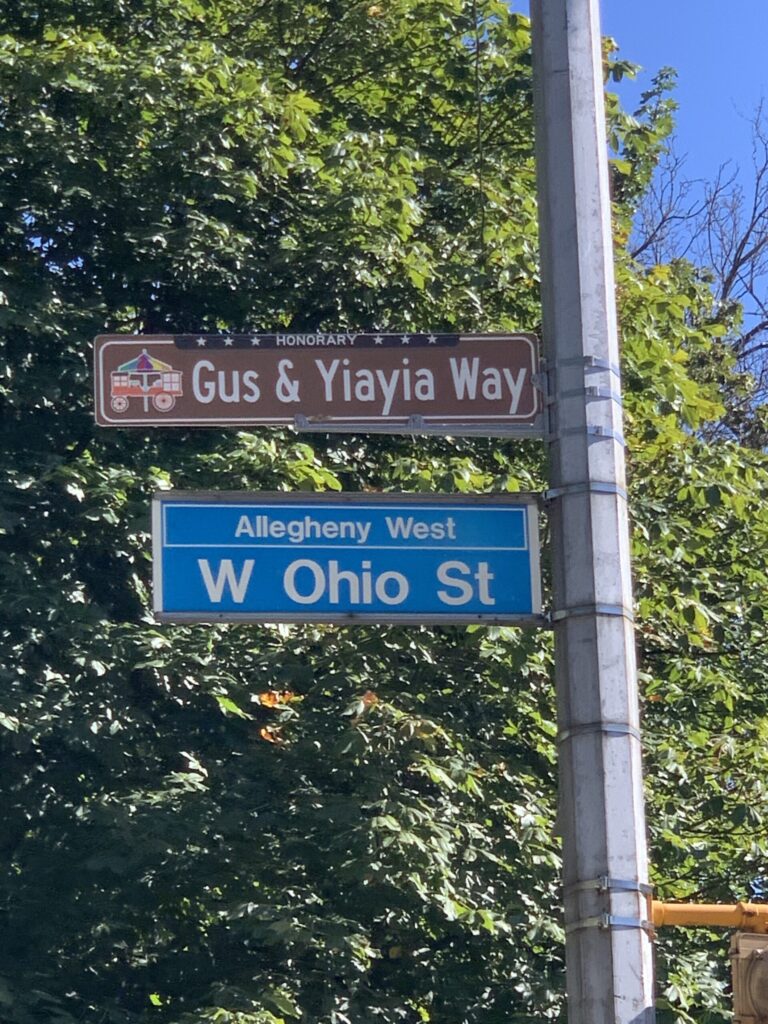 HONORARY
Gus & Yiayia Way
Allegheny West
W Ohio St